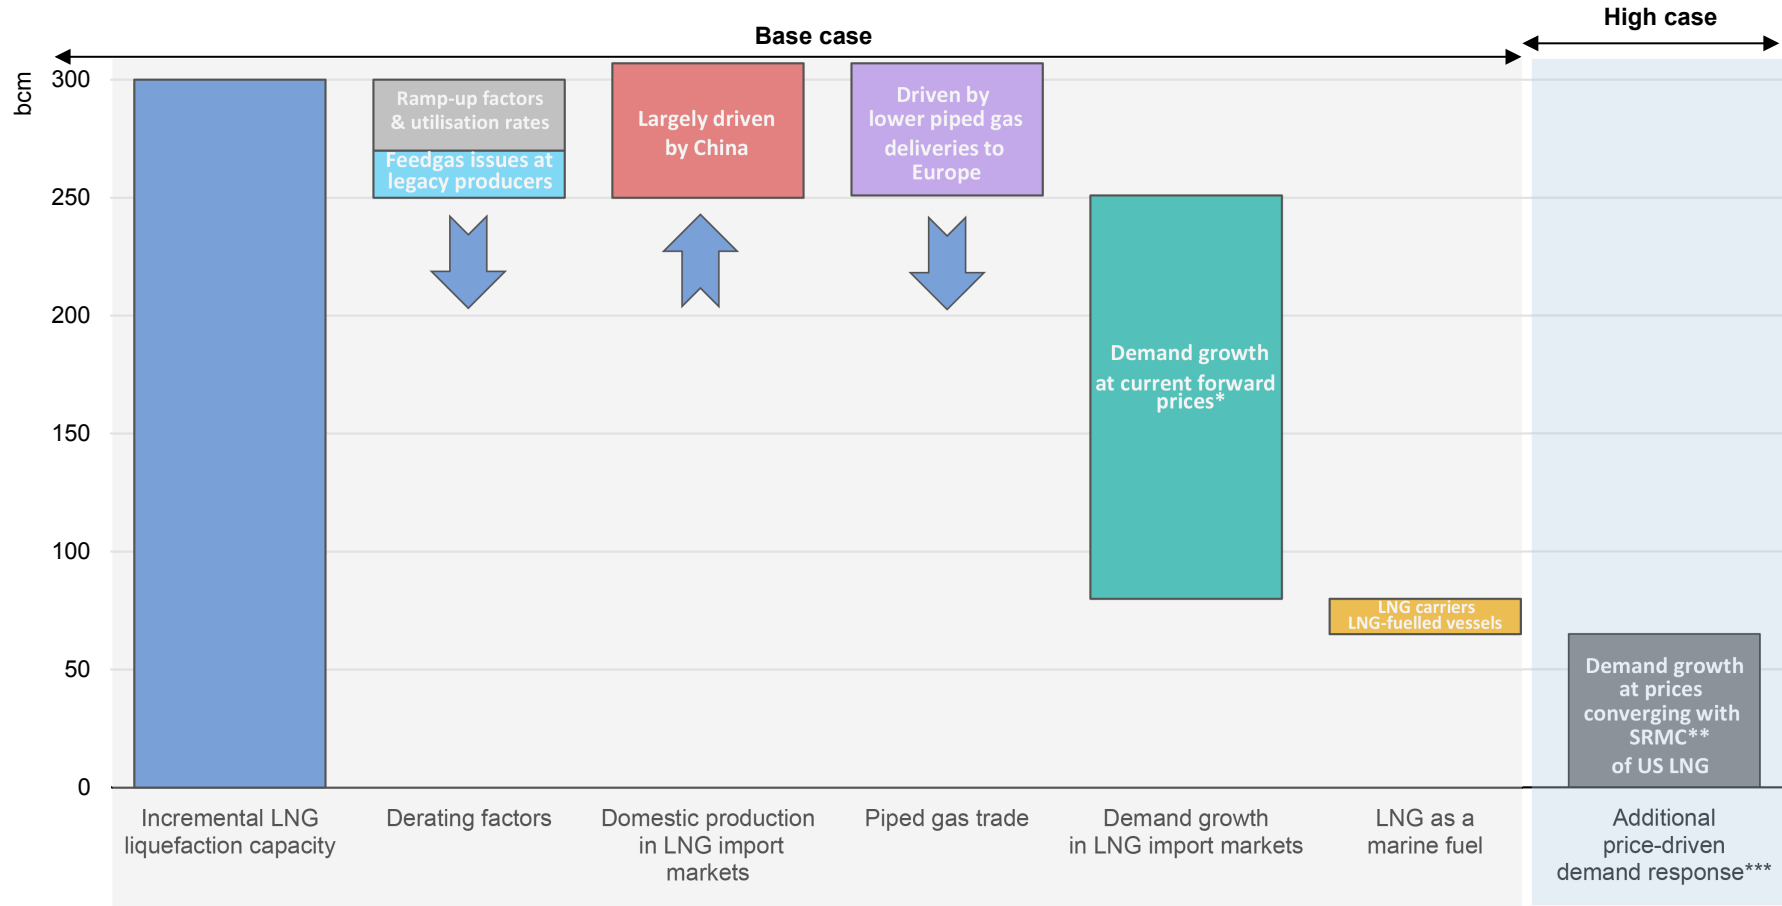 High case
Base case
bcm
300
250
200
150
100
50
0
Ramp-up factors
& utilisation rates
Feedgas issues at
legacy producers
Largely driven
by China
Driven by
lower piped gas
deliveries to
Europe
Demand growth
at current forward
prices*
LNG carriers
LNG-fuelled vessels
Demand growth
at prices
converging with
SRMC**
of US LNG
Incremental LNG
liquefaction capacity
Derating factors
Domestic production
in LNG import
markets
Piped gas trade
Demand growth
in LNG import markets
LNG as a
marine fuel
Additional
price-driven
demand response***